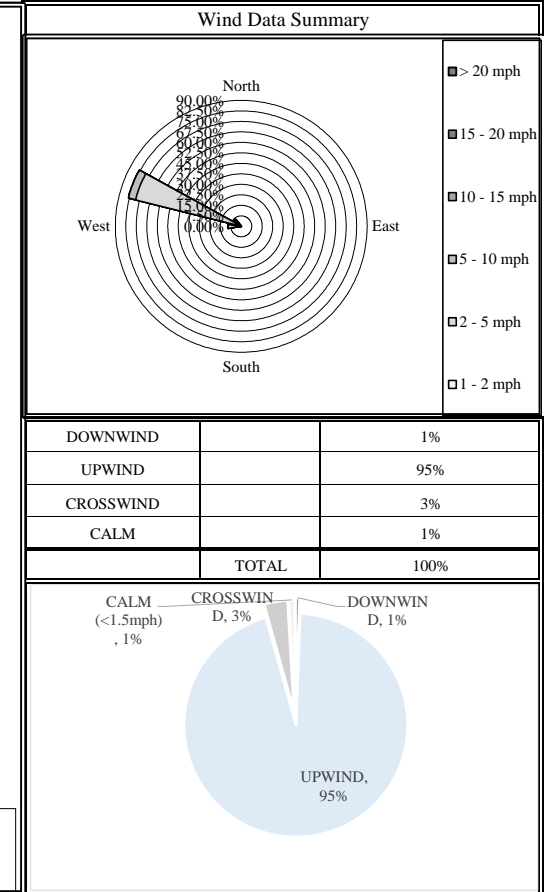 Wind Data Summary
North
90.00%
82.50%
75.00%
67.50%
60.00%
52.50%
45.00%
37.50%
30.00%
22.50%
15.00%
7.50%
0.00%
West
East
South
> 20 mph
15 - 20 mph
10 - 15 mph
5 - 10 mph
2 - 5 mph
1 - 2 mph
DOWNWIND 1%
UPWIND 95%
CROSSWIND 3%
CALM 1%
TOTAL 100%
CALM
(<1.5mph)
, 1%
CROSSWIN
D, 3%
DOWNWIN
D, 1%
UPWIND,
95%